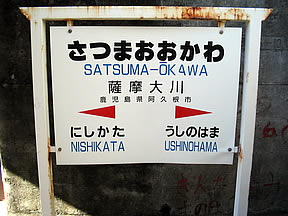 さつまおおかわ
SATSUMA-ŌKAWA
薩摩大川
鹿児島県阿久根市
にしかた うしのはま
NISHIKATA USHINOHAMA